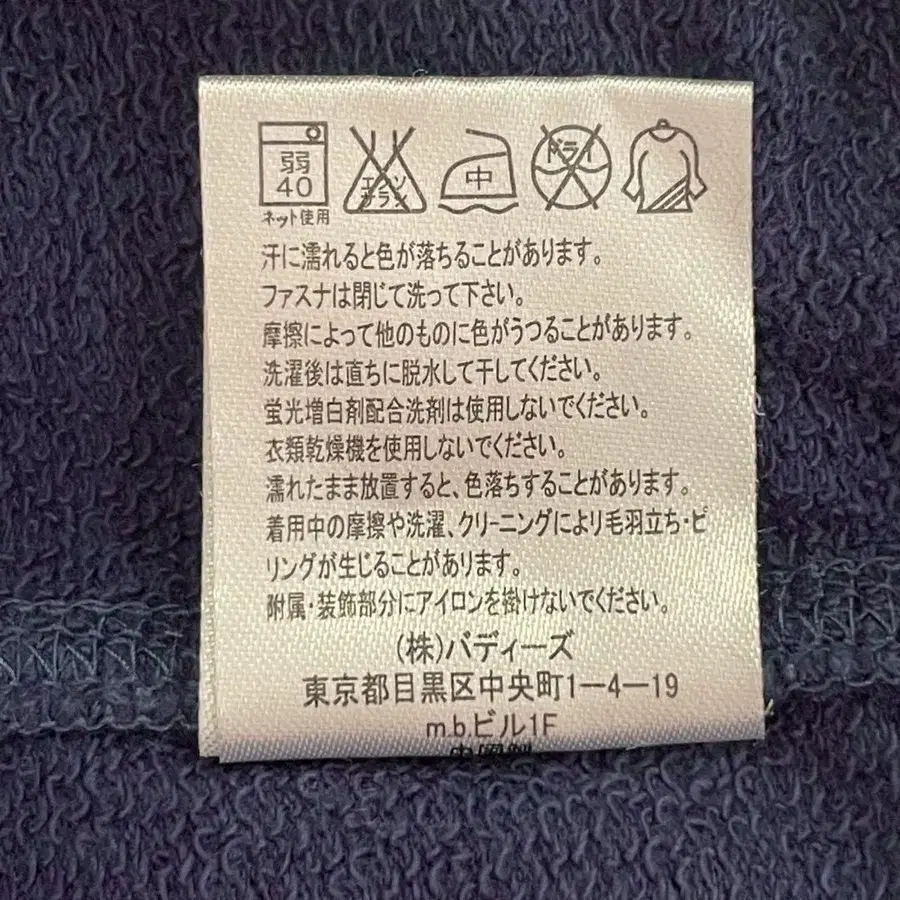 弱
40
ネット使用
エンソ
サラシ
中
ドライ
汗に濡れると色が落ちることがあります。
ファスナは閉じて洗って下さい。
摩擦によって他のものに色がうつることがあります。
洗濯後は直ちに脱水して干してください。
蛍光増白剤配合洗剤は使用しないでください。
衣類乾燥機を使用しないでください。
濡れたまま放置すると、色落ちすることがあります。
着用中の摩擦や洗濯、クリーニングにより毛羽立ち・ピ
リングが生じることがあります。
附属・装飾部分にアイロンを掛けないでください。
(株)バディーズ
東京都目黒区中央町1-4-19
m.b.ビル1F
中国製